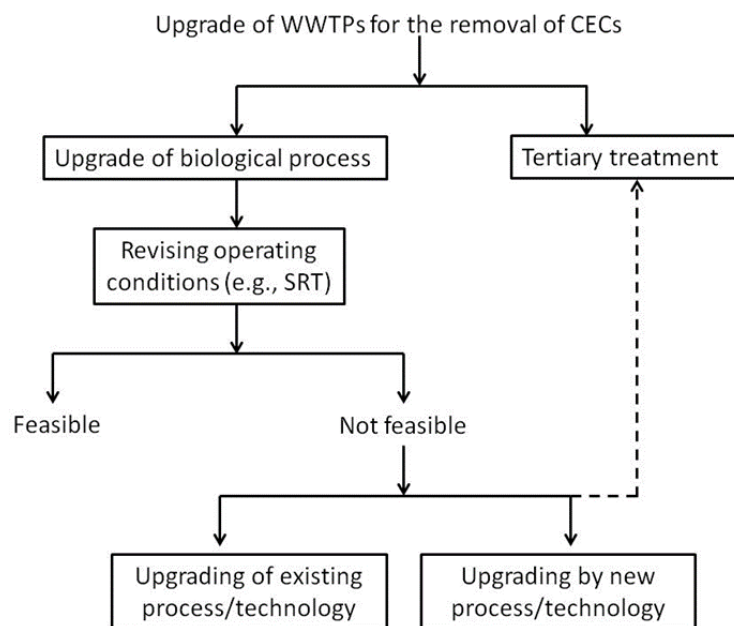 Upgrade of WWTPs for the removal of CECs
Upgrade of biological process
Tertiary treatment
Revising operating
conditions (e.g., SRT)
Feasible
Not feasible
Upgrading of existing
process/technology
Upgrading by new
process/technology